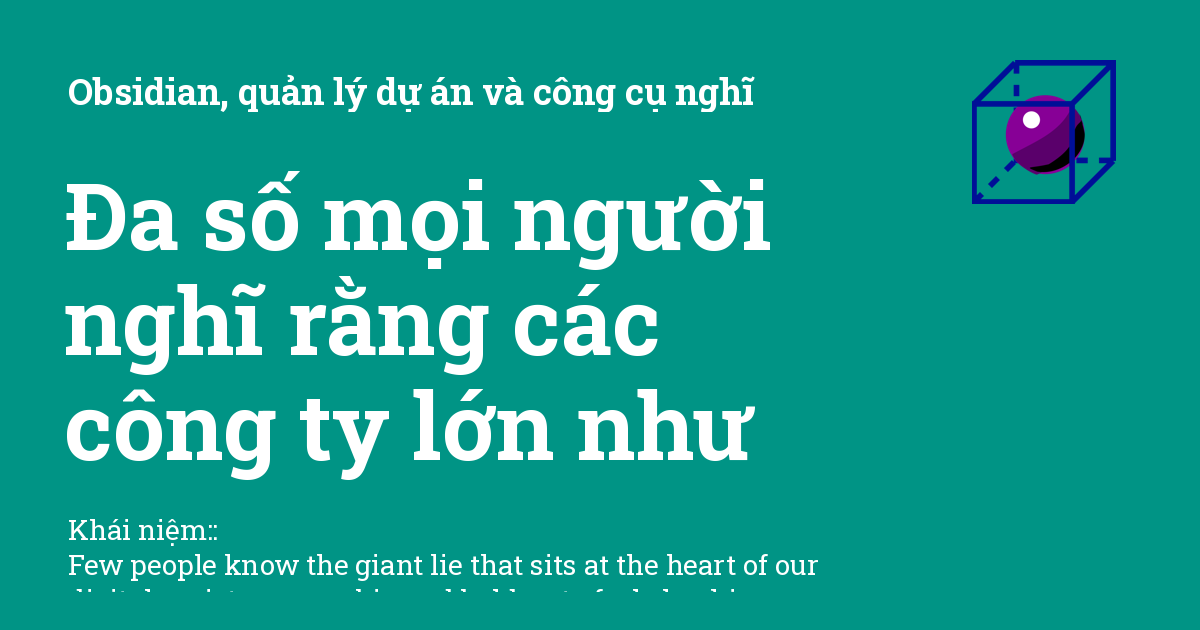 Obsidian, quản lý dự án và công cụ nghĩ
Đa số mọi người
nghĩ rằng các
công ty lớn như
Khái niệm::
Few people know the giant lie that sits at the heart of our